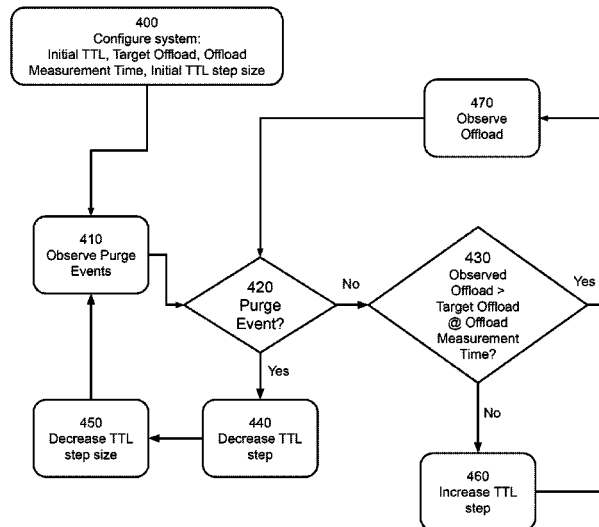 400
Configure system:
Initial TTL, Target Offload, Offload
Measurement Time, Initial TTL step size
470
Observe
Offload
410
Observe Purge
Events
420
Purge
Event?
No
430
Observed
Offload >
Target Offload
@ Offload
Measurement
Time?
Yes
Yes
No
450
Decrease TTL
step size
440
Decrease TTL
step
460
Increase TTL
step